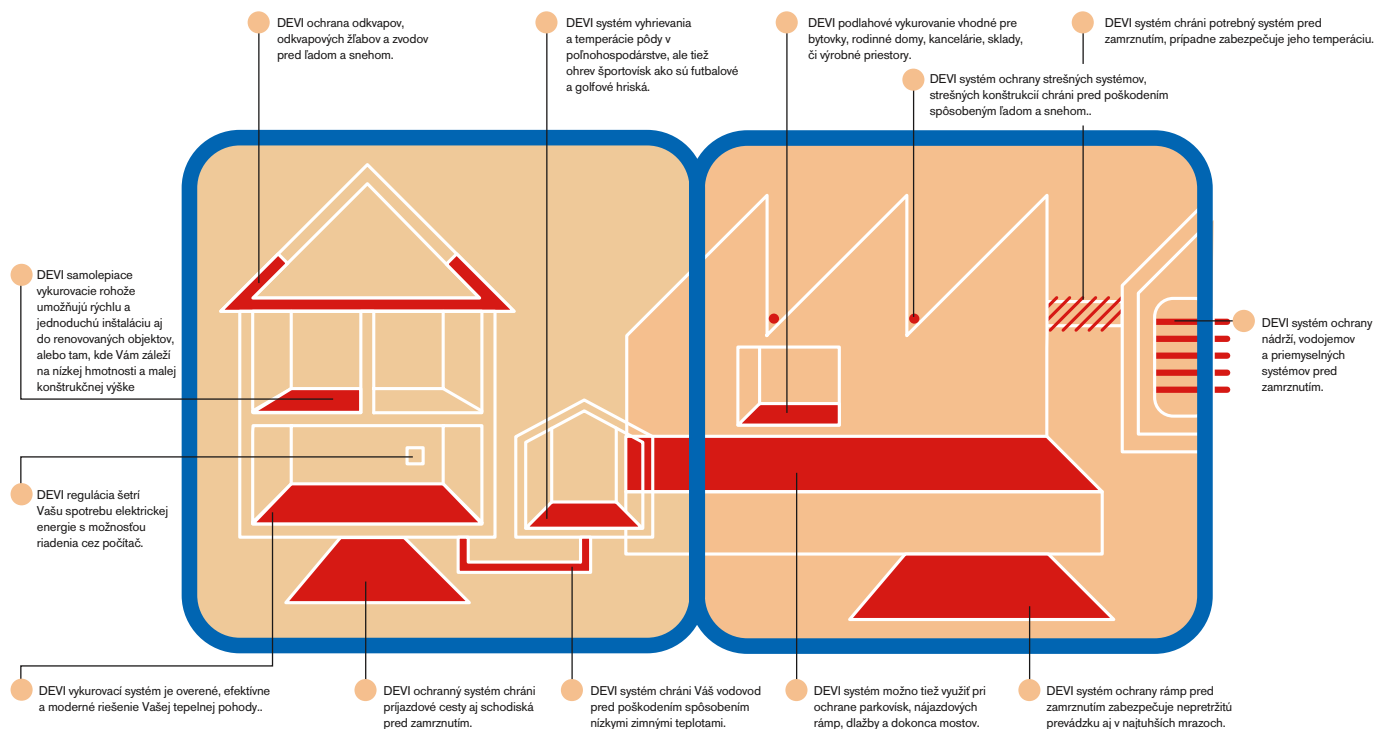 DEVI ochrana odkvapov,
odkvapových žľabov a zvodov
pred ľadom a snehom.
DEVI systém vyhrievania
a temperácie pôdy v
poľnohospodárstve, ale tiež
ohrev športovísk ako sú futbalové
a golfové hriská.
DEVI podlahové vykurovanie vhodné pre
bytovky, rodinné domy, kancelárie, sklady,
či výrobné priestory.
DEVI systém chráni potrebný systém pred
zamrznutím, prípadne zabezpečuje jeho temperáciu.
DEVI systém ochrany strešných systémov,
strešných konštrukcií chráni pred poškodením
spôsobeným ľadom a snehom..
DEVI samolepiace
vykurovacie rohože
umožňujú rýchlu a
jednoduchú inštaláciu aj
do renovovaných objektov,
alebo tam, kde Vám záleží
na nízkej hmotnosti a malej
konštrukčnej výške
DEVI systém ochrany
nádrží, vodojemov
a priemyselných
systémov pred
zamrznutím.
DEVI regulácia šetrí
Vašu spotrebu elektrickej
energie s možnosťou
riadenia cez počítač.
DEVI vykurovací systém je overené, efektívne
a moderné riešenie Vašej tepelnej pohody..
DEVI ochranný systém chráni
príjazdové cesty aj schodiská
pred zamrznutím.
DEVI systém chráni Váš vodovod
pred poškodením spôsobením
nízkymi zimnými teplotami.
DEVI systém možno tiež využiť pri
ochrane parkovísk, nájazdových
rámp, dlažby a dokonca mostov.
DEVI systém ochrany rámp pred
zamrznutím zabezpečuje nepretržitú
prevádzku aj v najtuhších mrazoch.